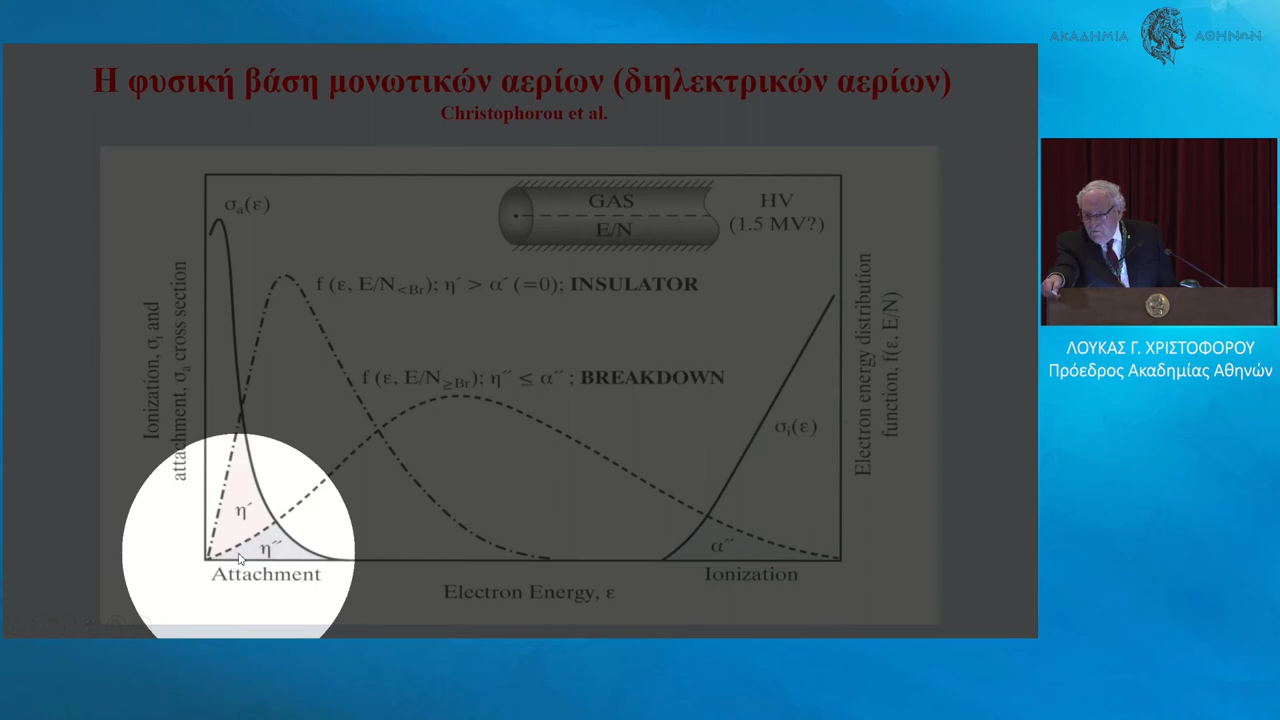 ΑΚΑΔΗΜΙΑ ΑΘΗΝΩΝ
Η φυσική βάση μονωτικών αερίων (διηλεκτρικών αερίων)
Christophorou et al.
σa(ε)
GAS
E/N
HV
(1.5 MV?)
f (ε, E/N<Br); η´ > α´ (=0); INSULATOR
f (ε, E/N≥Br); η´´ ≤ α´´ ; BREAKDOWN
Ionization, σi and
attachment, σa cross section
σi(ε)
Electron energy distribution
function, f(ε, E/N)
η´
η´´
α´´
Attachment
Ionization
Electron Energy, ε
ΛΟΥΚΑΣ Γ. ΧΡΙΣΤΟΦΟΡΟΥ
Πρόεδρος Ακαδημίας Αθηνών